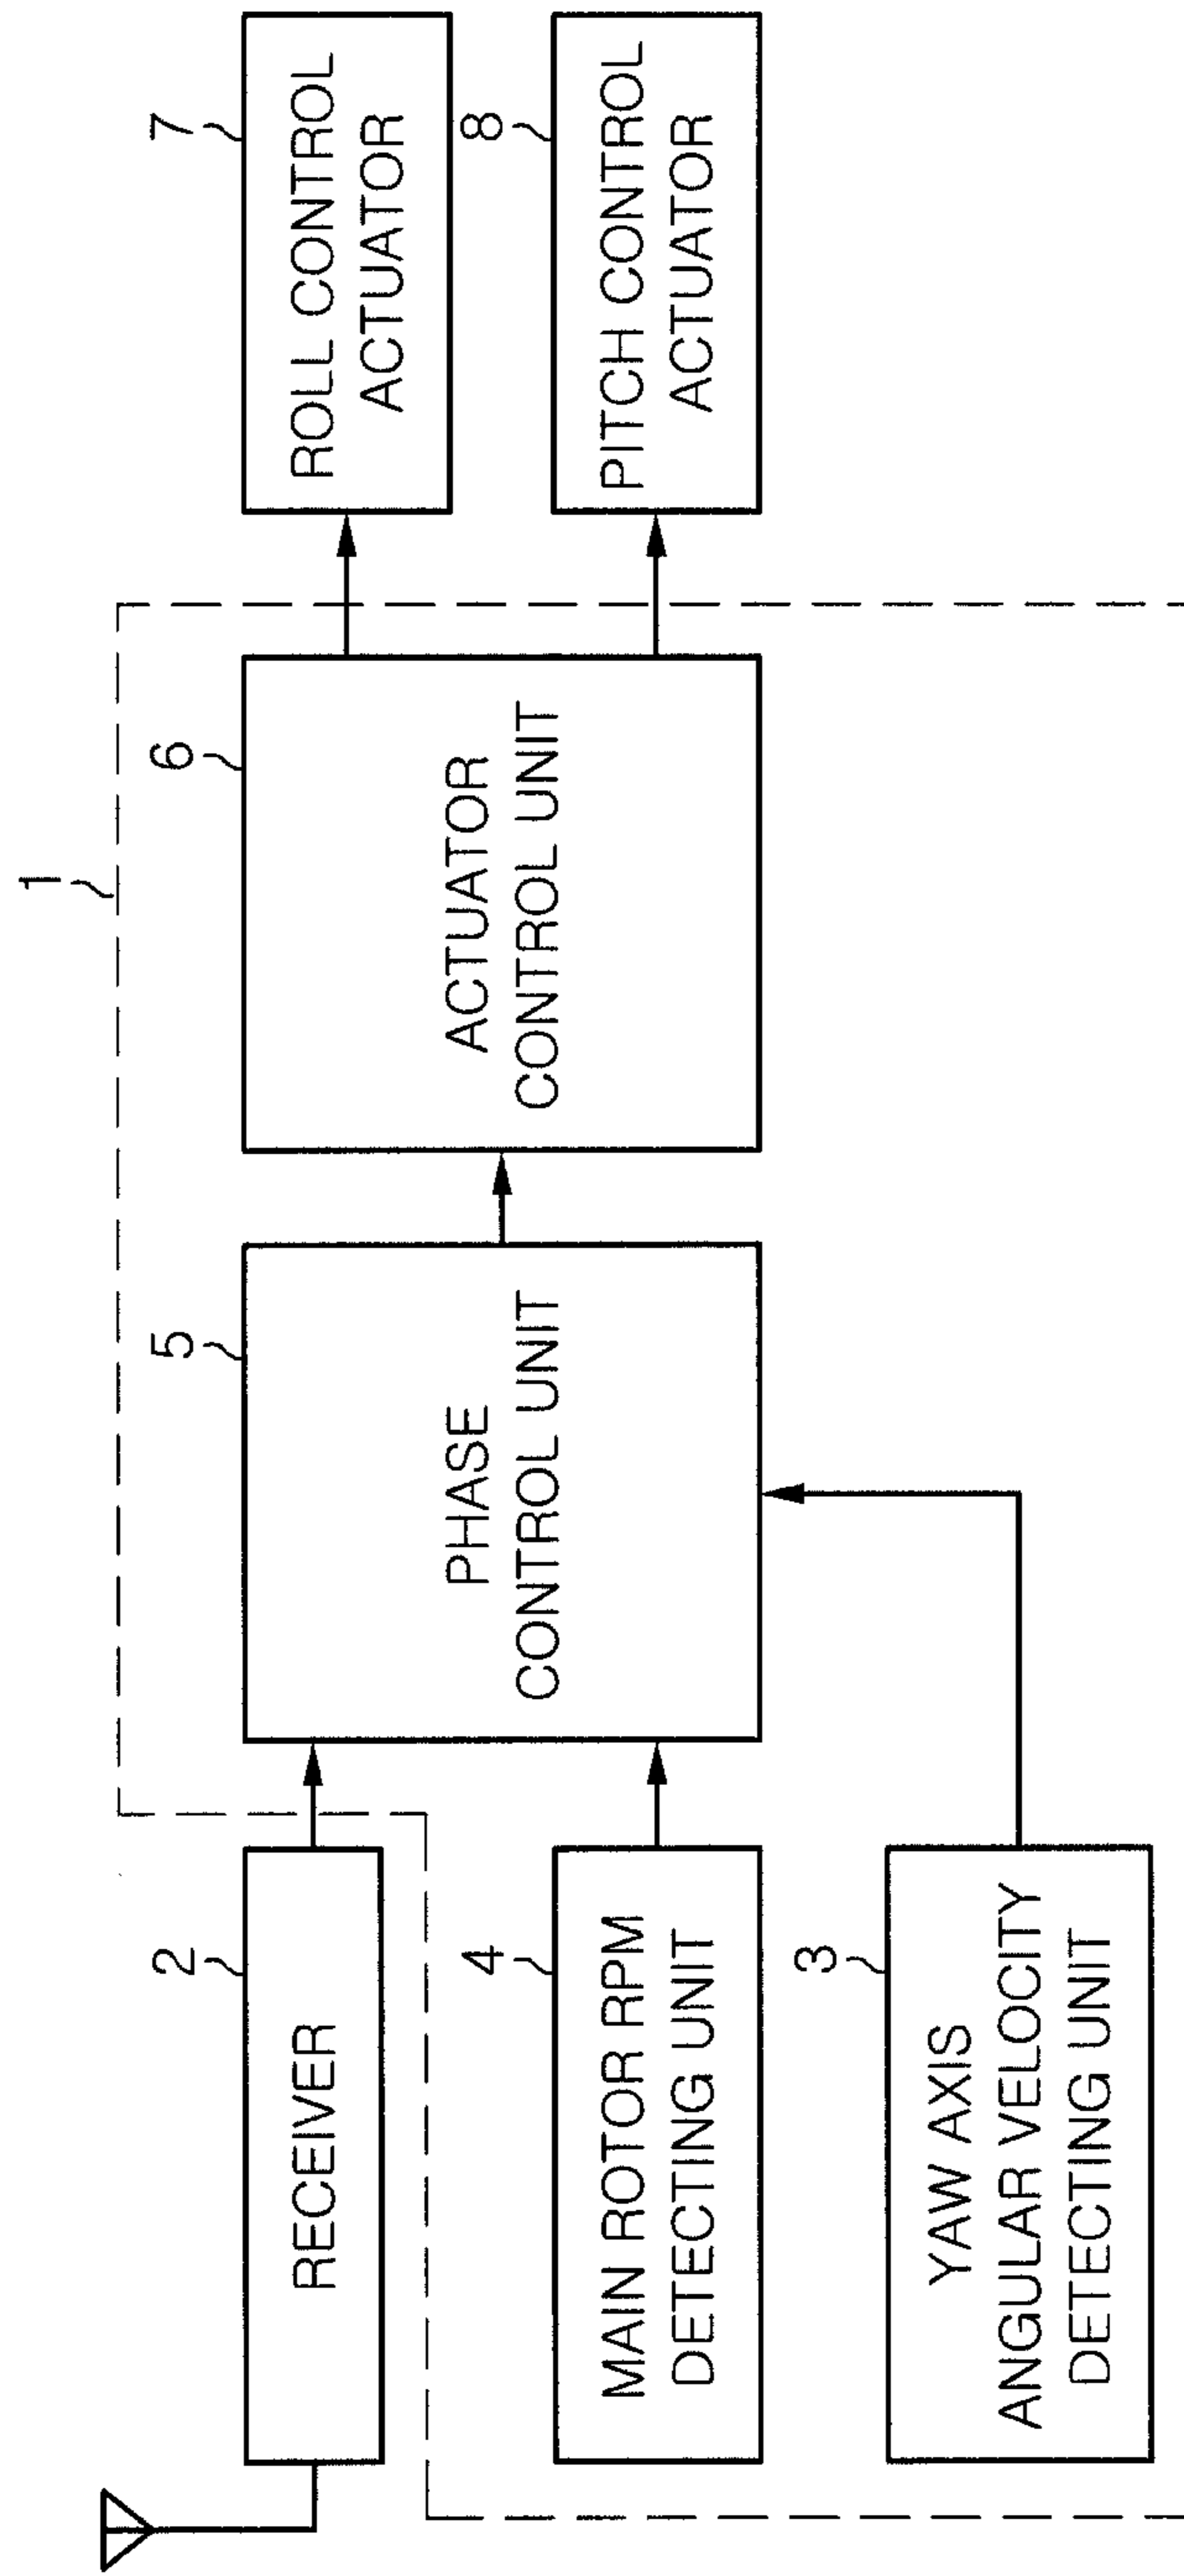 1
2
RECEIVER
4
MAIN ROTOR RPM
DETECTING UNIT
3
YAW AXIS
ANGULAR VELOCITY
DETECTING UNIT
5
PHASE
CONTROL UNIT
6
ACTUATOR
CONTROL UNIT
7
ROLL CONTROL
ACTUATOR
8
PITCH CONTROL
ACTUATOR